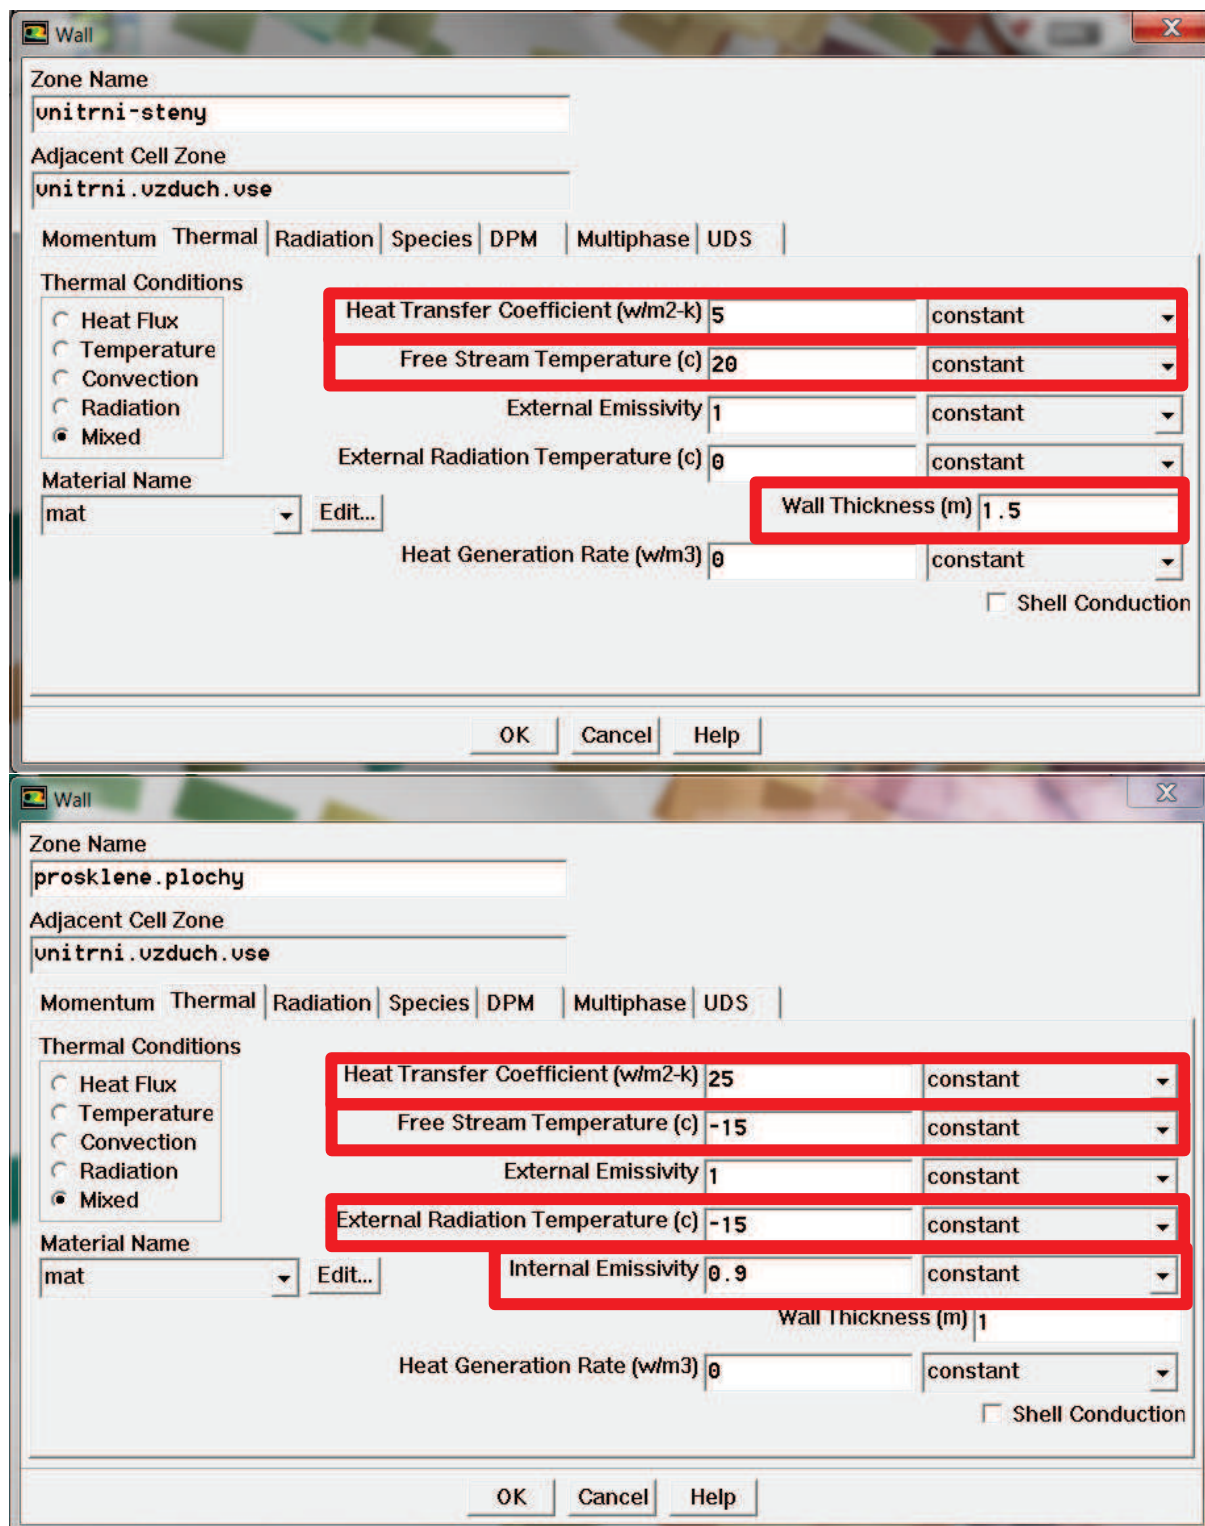 Wall
Zone Name
vnitrni-steny
Adjacent Cell Zone
vnitrni.vzduch.vse
Momentum Thermal Radiation Species DPM Multiphase UDS
Thermal Conditions
Heat Flux
Temperature
Convection
Radiation
Mixed
Material Name
mat Edit...
Heat Transfer Coefficient (w/m2-k) 5 constant
Free Stream Temperature (c) 20 constant
External Emissivity 1 constant
External Radiation Temperature (c) 0 constant
Wall Thickness (m) 1.5
Heat Generation Rate (w/m3) 0 constant
Shell Conduction
OK Cancel Help
Wall
Zone Name
prosklene.plochy
Adjacent Cell Zone
vnitrni.vzduch.vse
Momentum Thermal Radiation Species DPM Multiphase UDS
Thermal Conditions
Heat Flux
Temperature
Convection
Radiation
Mixed
Material Name
mat Edit...
Heat Transfer Coefficient (w/m2-k) 25 constant
Free Stream Temperature (c) -15 constant
External Emissivity 1 constant
External Radiation Temperature (c) -15 constant
Internal Emissivity 0.9 constant
Wall Thickness (m) 1
Heat Generation Rate (w/m3) 0 constant
Shell Conduction
OK Cancel Help